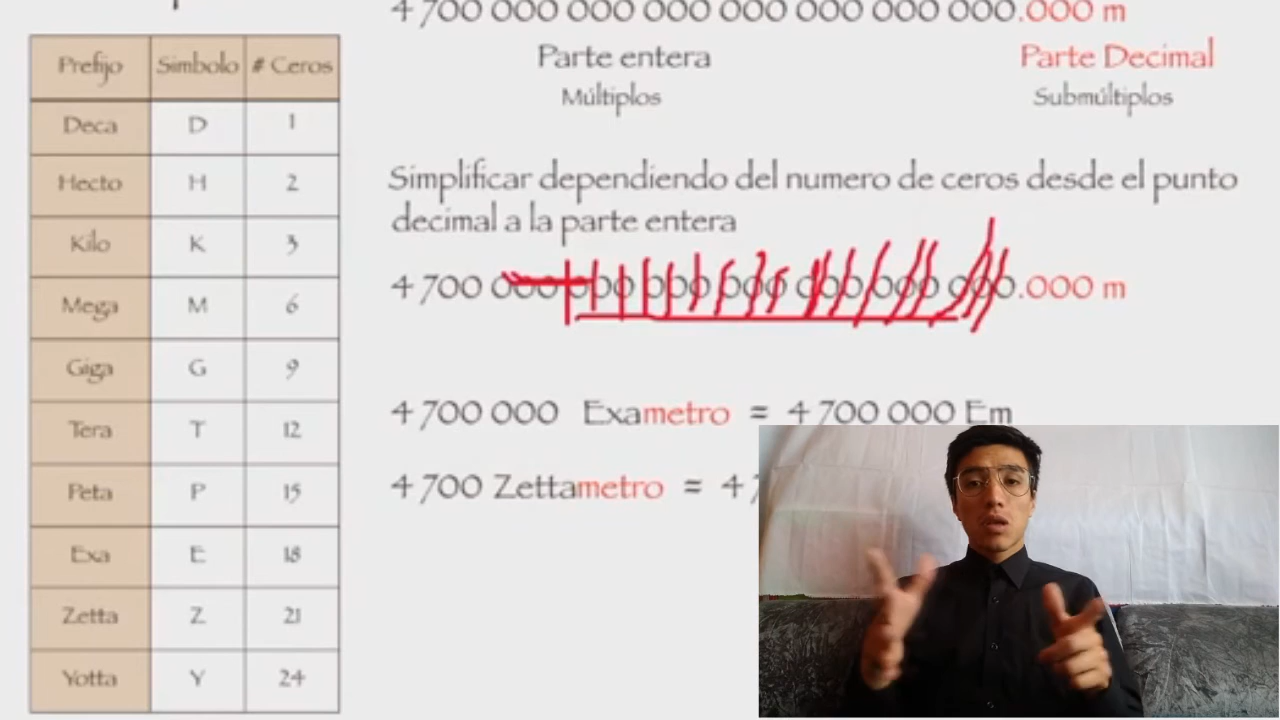 4 700 000 000 000 000 000 000 000.000 m
Parte entera Parte Decimal
Múltiplos Submúltiplos
Prefijo Simbolo # Ceros
Deca D 1
Hecto H 2
Kilo K 3
Mega M 6
Giga G 9
Tera T 12
Peta P 15
Exa E 18
Zetta Z 21
Yotta Y 24
Simplificar dependiendo del numero de ceros desde el punto
decimal a la parte entera
4 700 000 000 000 000 000 000 000.000 m
4 700 000 Exametro = 4 700 000 Em
4 700 Zettametro = 4 7